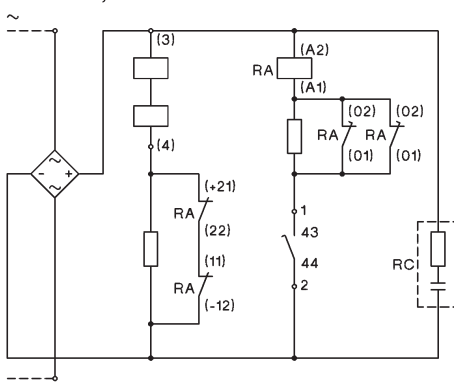 ~
(3)
(A2)
RA
(A1)
(02)
(02)
RA
RA
(01)
(01)
(4)
~
-
+
~
(+21)
RA
(22)
1
43
(11)
44
RA
RC
2
(-12)